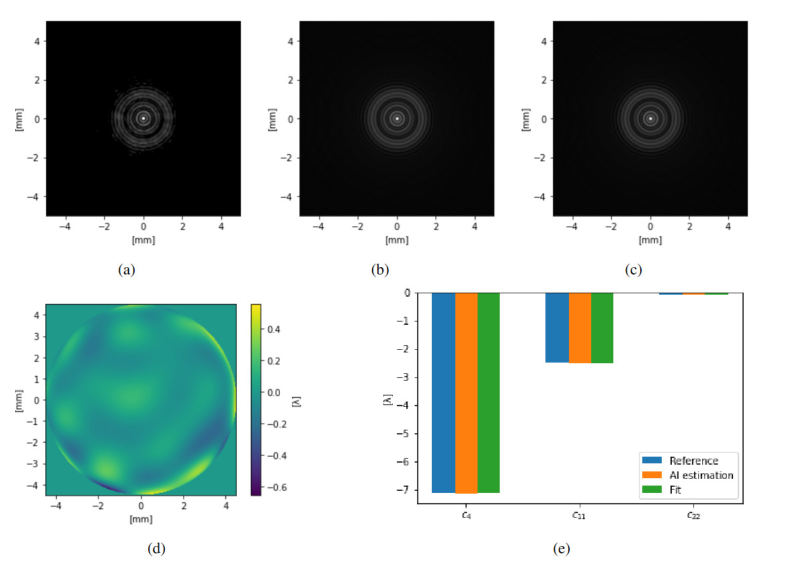 4
2
0
−2
−4
[mm]
−4 −2 0 2 4
[mm]
(a)
4
2
0
−2
−4
[mm]
−4 −2 0 2 4
[mm]
(b)
4
2
0
−2
−4
[mm]
−4 −2 0 2 4
[mm]
(c)
4
3
2
1
0
−1
−2
−3
−4
[mm]
−4 −2 0 2 4
[mm]
0.4
0.2
0.0
−0.2
−0.4
−0.6
[λ]
(d)
0
−1
−2
−3
−4
−5
−6
−7
[λ]
Reference
AI estimation
Fit
c₄ c₁₁ c₂₂
(e)